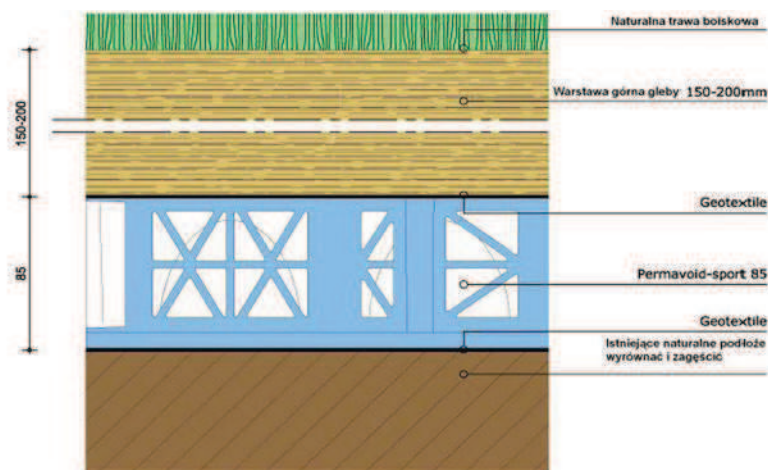 Naturalna trawa boiskowa
Warstawa górna gleby 150-200mm
150-200
Geotextile
Permavoid-sport 85
85
Geotextile
Istniejące naturalne podłoże
wyrównać i zagęścić